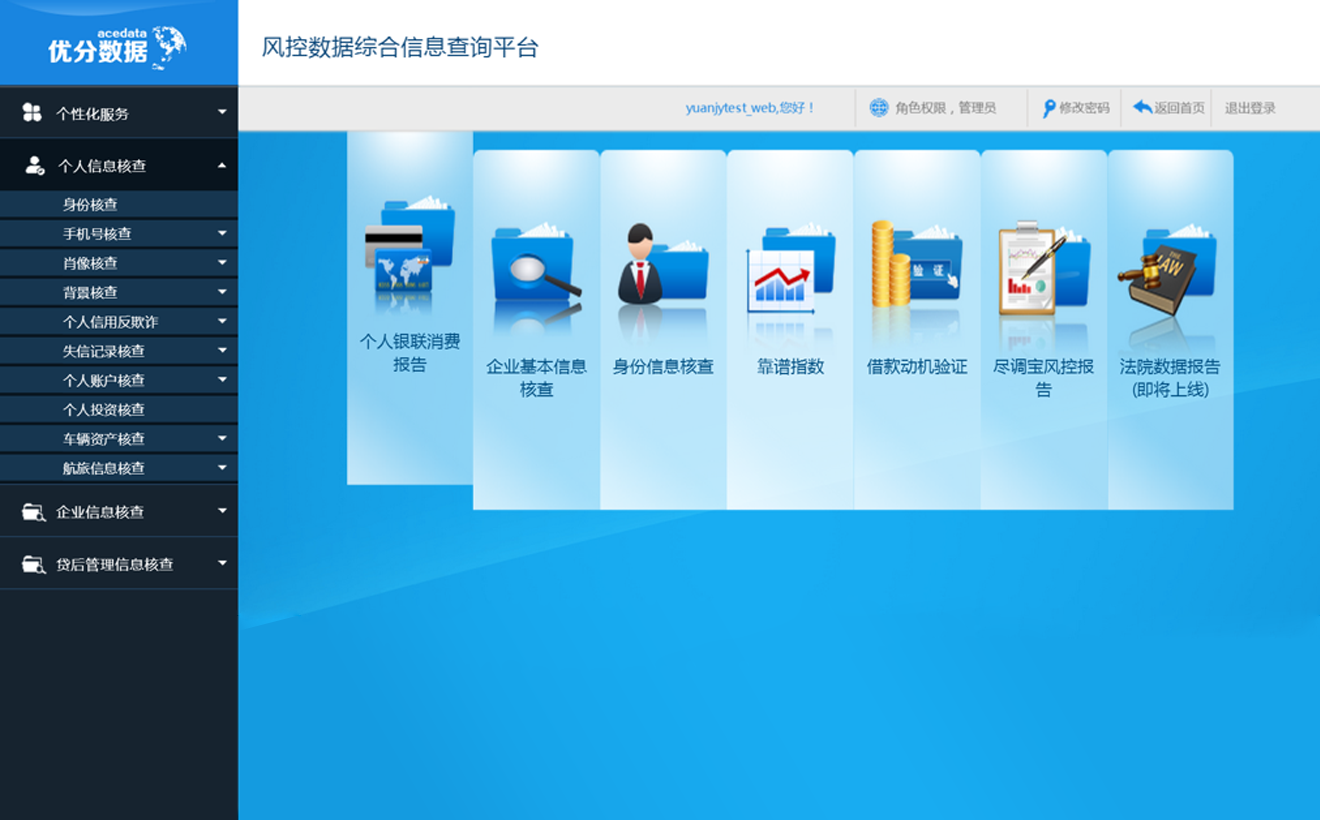 acedata
优分数据
风控数据综合信息查询平台
yuanjytest_web,您好！
角色权限，管理员
修改密码
返回首页
退出登录
个性化服务
个人信息核查
身份核查
手机号核查
肖像核查
背景核查
个人信用反欺诈
失信记录核查
个人账户核查
个人投资核查
车辆资产核查
航旅信息核查
企业信息核查
贷后管理信息核查
个人银联消费
报告
企业基本信息
核查
身份信息核查
靠谱指数
验 证
借款动机验证
尽调宝风控报
告
THE
LAW
法院数据报告
(即将上线)